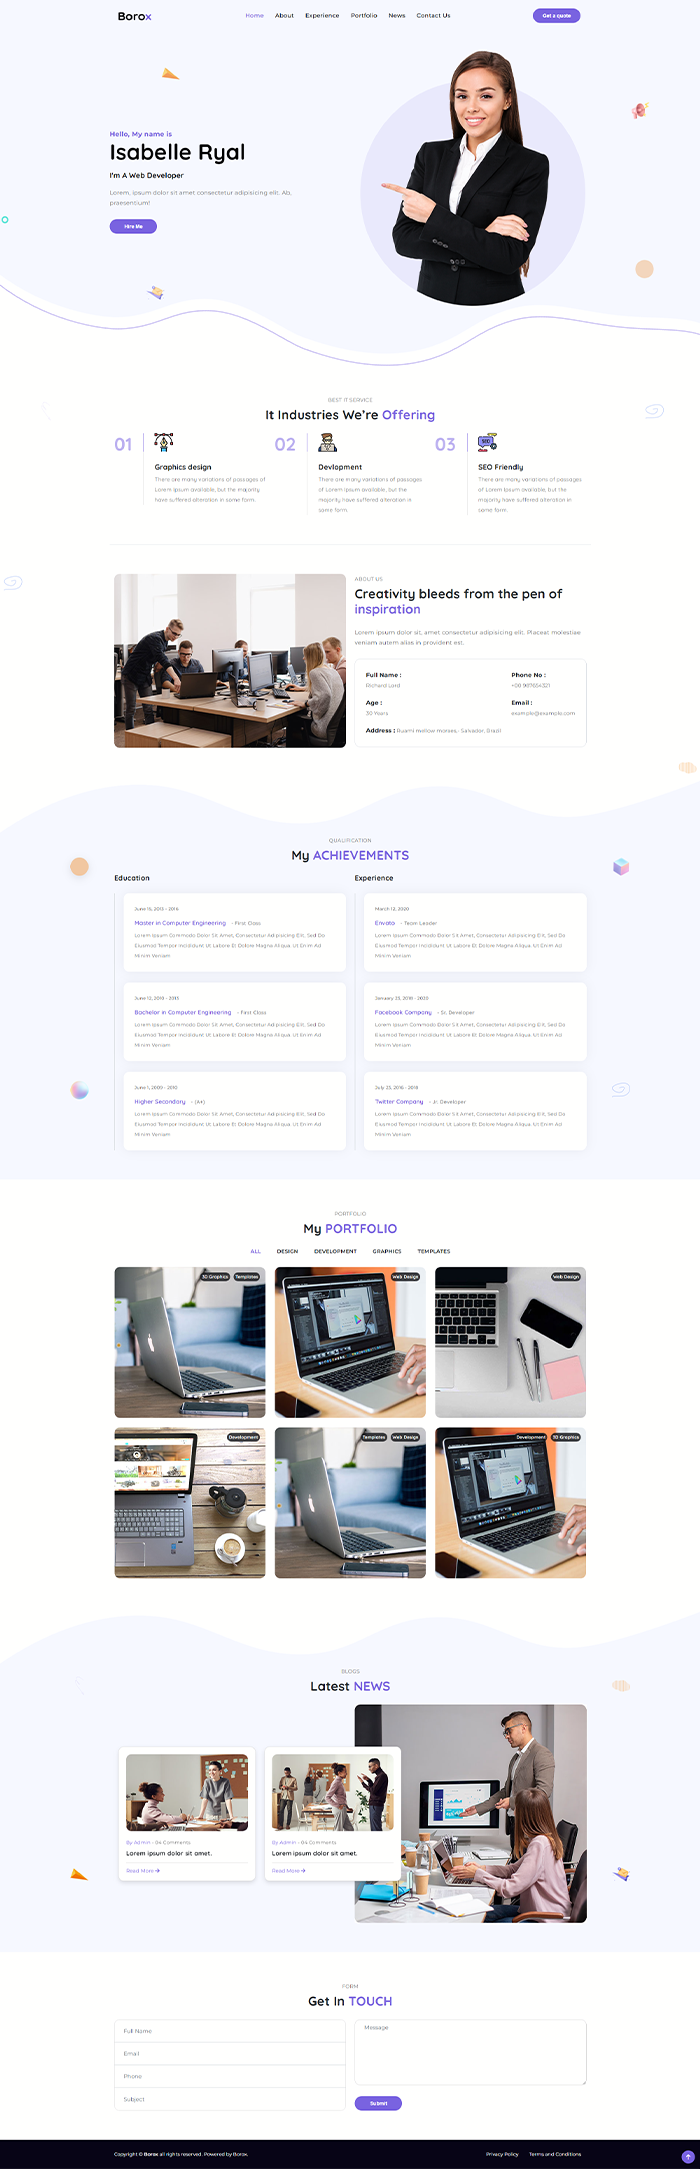 Borox
Home About Experience Portfolio News Contact Us
Get a quote
Hello, My name is
Isabelle Ryal
I'm A Web Developer
Lorem, ipsum dolor sit amet consectetur adipisicing elit. Ab,
praesentium!
Hire Me
BEST IT SERVICE
It Industries We're Offering
01
Graphics design
There are many variations of passages of
Lorem Ipsum available, but the majority
have suffered alteration in some form.
02
Devlopment
There are many variations of passages
of Lorem Ipsum available, but the
majority have suffered alteration in
some form.
03
SEO
SEO Friendly
There are many variations of passages
of Lorem Ipsum available, but the
majority have suffered alteration in
some form.
ABOUT US
Creativity bleeds from the pen of
inspiration
Lorem ipsum dolor sit, amet consectetur adipisicing elit. Placeat molestiae
veniam autem alias in provident est.
Full Name :
Richard Lord
Phone No :
+00 987654321
Age :
30 Years
Email :
example@example.com
Address : Ruami mellow moraes,- Salvador, Brazil
QUALIFICATION
My ACHIEVEMENTS
Education
June 15, 2015 - 2016
Master in Computer Engineering - First Class
Lorem Ipsum Commodo Dolor Sit Amet, Consectetur Adipisicing Elit, Sed Do
Eiusmod Tempor Incididunt Ut Labore Et Dolore Magna Aliqua. Ut Enim Ad
Minim Veniam
June 12, 2010 - 2015
Bachelor in Computer Engineering - First Class
Lorem Ipsum Commodo Dolor Sit Amet, Consectetur Adipisicing Elit, Sed Do
Eiusmod Tempor Incididunt Ut Labore Et Dolore Magna Aliqua. Ut Enim Ad
Minim Veniam
June 1, 2009 - 2010
Higher Secondary - (A+)
Lorem Ipsum Commodo Dolor Sit Amet, Consectetur Adipisicing Elit, Sed Do
Eiusmod Tempor Incididunt Ut Labore Et Dolore Magna Aliqua. Ut Enim Ad
Minim Veniam
Experience
March 12, 2020
Envato - Team Leader
Lorem Ipsum Commodo Dolor Sit Amet, Consectetur Adipisicing Elit, Sed Do
Eiusmod Tempor Incididunt Ut Labore Et Dolore Magna Aliqua. Ut Enim Ad
Minim Veniam
January 25, 2018 - 2020
Facebook Company - Sr. Developer
Lorem Ipsum Commodo Dolor Sit Amet, Consectetur Adipisicing Elit, Sed Do
Eiusmod Tempor Incididunt Ut Labore Et Dolore Magna Aliqua. Ut Enim Ad
Minim Veniam
July 25, 2016 - 2018
Twitter Company - Jr. Developer
Lorem Ipsum Commodo Dolor Sit Amet, Consectetur Adipisicing Elit, Sed Do
Eiusmod Tempor Incididunt Ut Labore Et Dolore Magna Aliqua. Ut Enim Ad
Minim Veniam
PORTFOLIO
My PORTFOLIO
ALL DESIGN DEVELOPMENT GRAPHICS TEMPLATES
3D Graphics Templates
Web Design
Web Design
Development
Templates Web Design
Development 3D Graphics
BLOGS
Latest NEWS
By Admin - 04 Comments
Lorem ipsum dolor sit amet.
Read More →
By Admin - 04 Comments
Lorem ipsum dolor sit amet.
Read More →
FORM
Get In TOUCH
Full Name
Email
Phone
Subject
Message
Submit
Copyright © Borox all rights reserved. Powered by Borox.
Privacy Policy Terms and Conditions